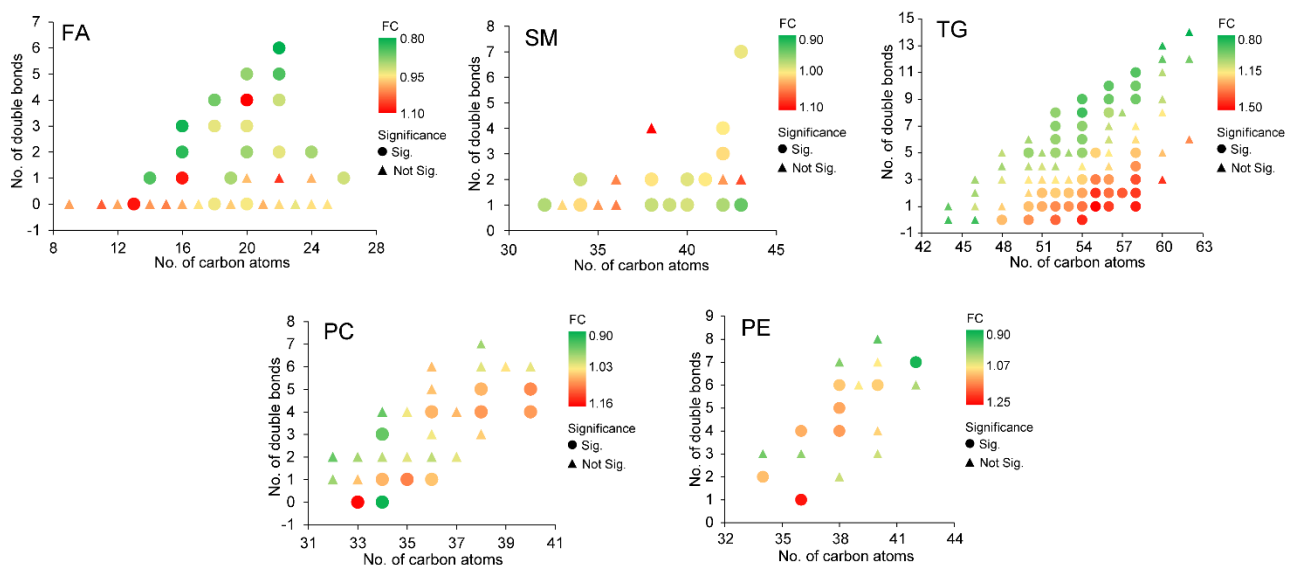 FA
No. of double bonds
7
6
5
4
3
2
1
0
-1
8 12 16 20 24 28
No. of carbon atoms
FC
0.80
0.95
1.10
Significance
Sig.
Not Sig.
SM
No. of double bonds
8
7
6
5
4
3
2
1
0
30 35 40 45
No. of carbon atoms
FC
0.90
1.00
1.10
Significance
Sig.
Not Sig.
TG
No. of double bonds
15
13
11
9
7
5
3
1
-1
42 45 48 51 54 57 60 63
No. of carbon atoms
FC
0.80
1.15
1.50
Significance
Sig.
Not Sig.
PC
No. of double bonds
8
7
6
5
4
3
2
1
0
-1
31 33 35 37 39 41
No. of carbon atoms
FC
0.90
1.03
1.16
Significance
Sig.
Not Sig.
PE
No. of double bonds
9
8
7
6
5
4
3
2
1
0
32 35 38 41 44
No. of carbon atoms
FC
0.90
1.07
1.25
Significance
Sig.
Not Sig.